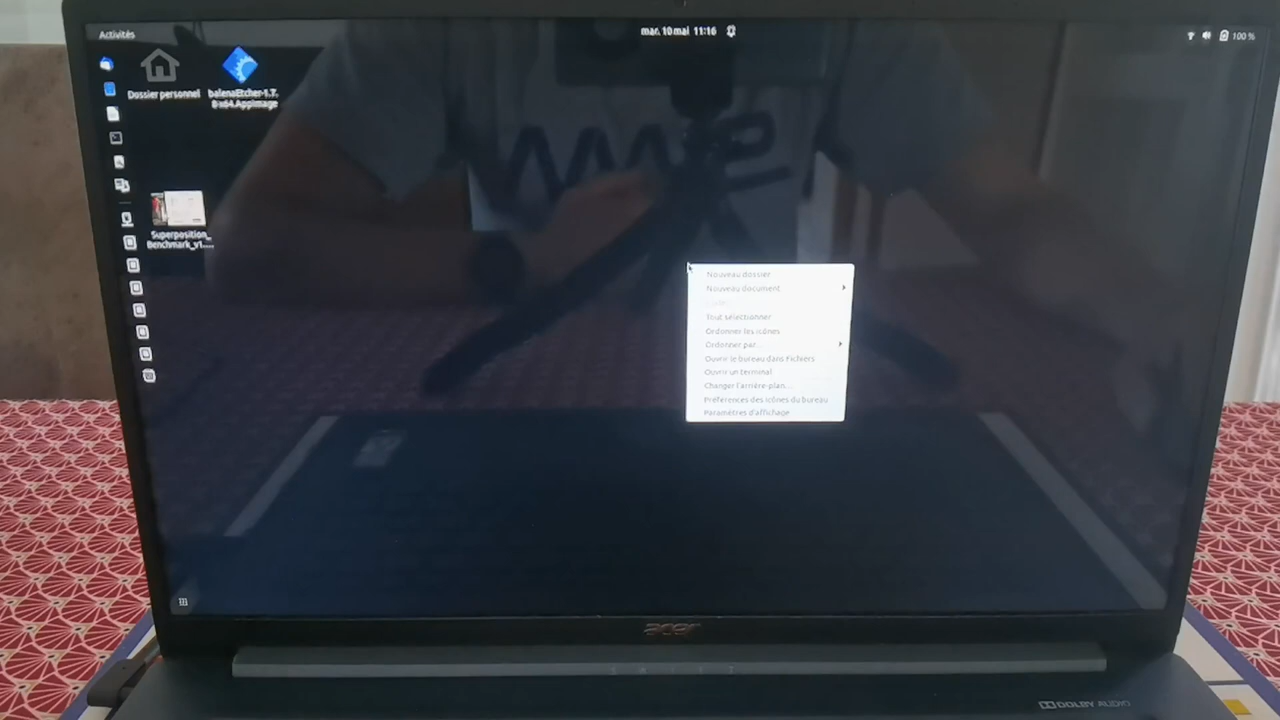 Activités
mar. 10 mai 11:16
100 %
Dossier personnel
balenaEtcher-1.7.
8-x64.AppImage
Superposition_
Benchmark_v1....
Nouveau dossier
Nouveau document
Tout sélectionner
Ordonner les icônes
Ordonner par...
Ouvrir le bureau dans Fichiers
Ouvrir un terminal
Changer l'arrière-plan...
Préférences des icônes du bureau
Paramètres d'affichage
acer
SWIFT
DOLBY AUDIO